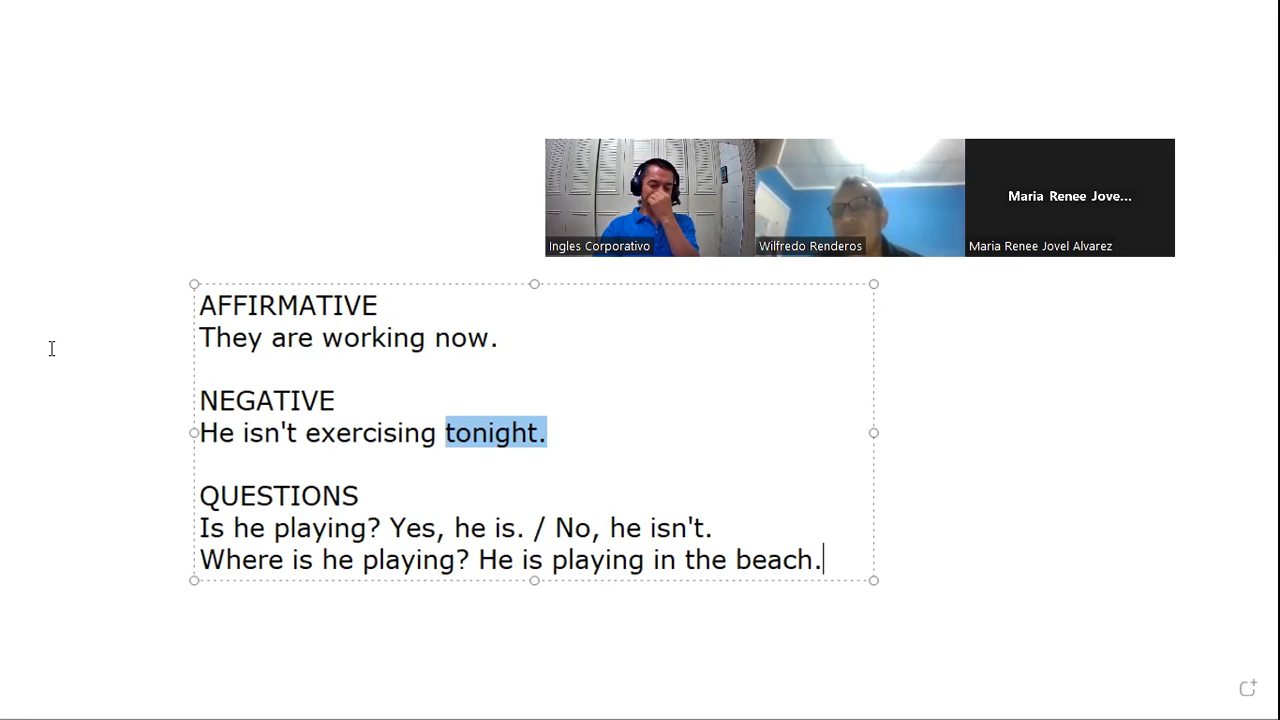 Maria Renee Jove...
Ingles Corporativo
Wilfredo Renderos
Maria Renee Jovel Alvarez
AFFIRMATIVE
They are working now.
NEGATIVE
He isn't exercising tonight.
QUESTIONS
Is he playing? Yes, he is. / No, he isn't.
Where is he playing? He is playing in the beach.